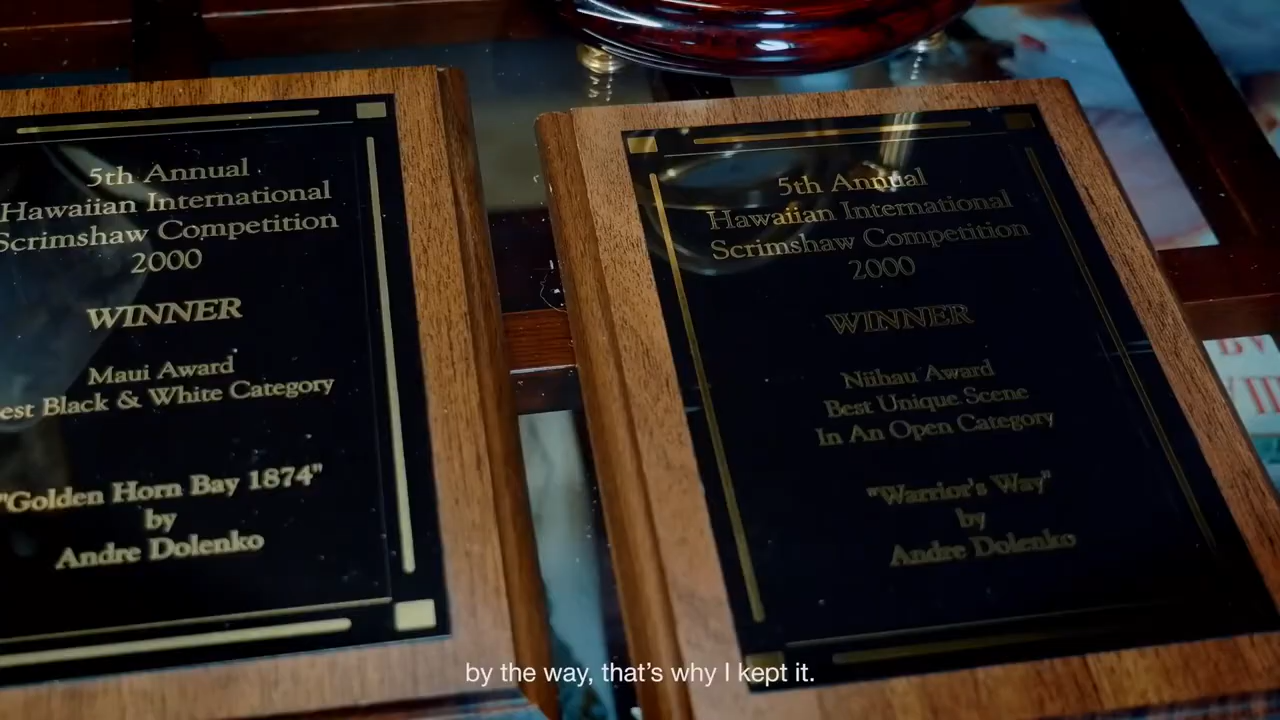 5th Annual
Hawaiian International
Scrimshaw Competition
2000
WINNER
Maui Award
est Black & White Category
"Golden Horn Bay 1874"
by
Andre Dolenko
5th Annual
Hawaiian International
Scrimshaw Competition
2000
WINNER
Niihau Award
Best Unique Scene
In An Open Category
"Warrior's Way"
by
Andre Dolenko
by the way, that's why I kept it.